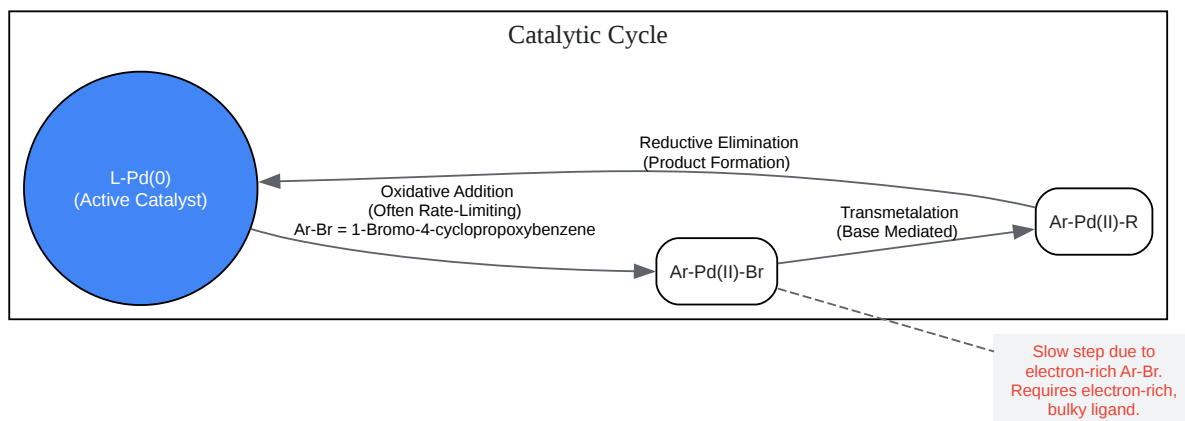 Catalytic Cycle
L-Pd(0)
(Active Catalyst)
Reductive Elimination
(Product Formation)
Oxidative Addition
(Often Rate-Limiting)
Ar-Br = 1-Bromo-4-cyclopropoxybenzene
Transmetalation
(Base Mediated)
Ar-Pd(II)-R
Ar-Pd(II)-Br
Slow step due to
electron-rich Ar-Br.
Requires electron-rich,
bulky ligand.